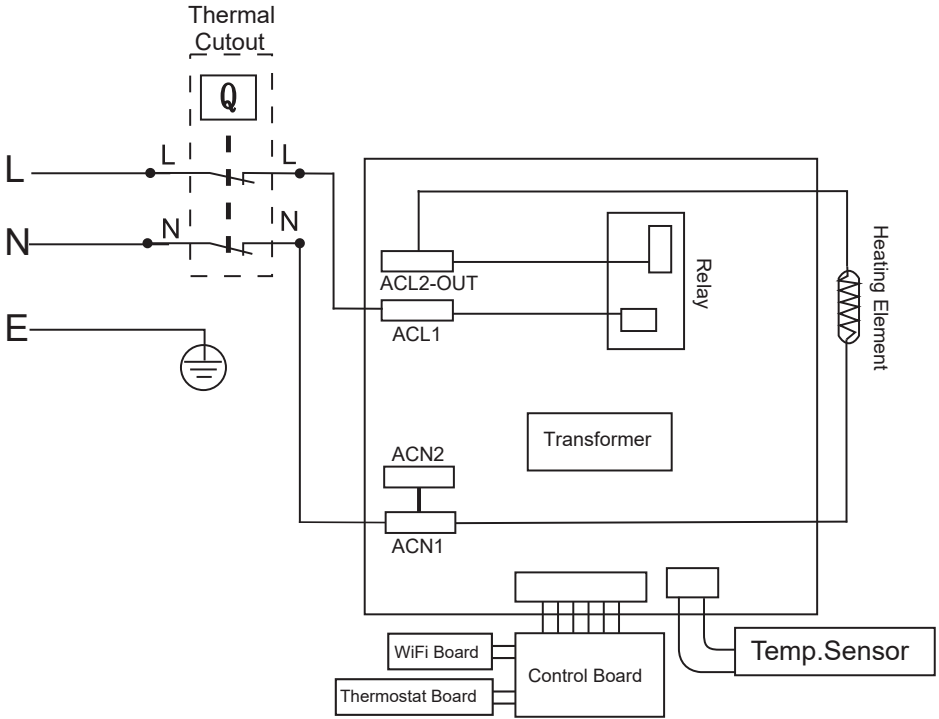 Thermal
Cutout
Q
L
L
L
N
N
N
E
ACL2-OUT
ACL1
Relay
Heating Element
Transformer
ACN2
ACN1
WiFi Board
Control Board
Temp.Sensor
Thermostat Board